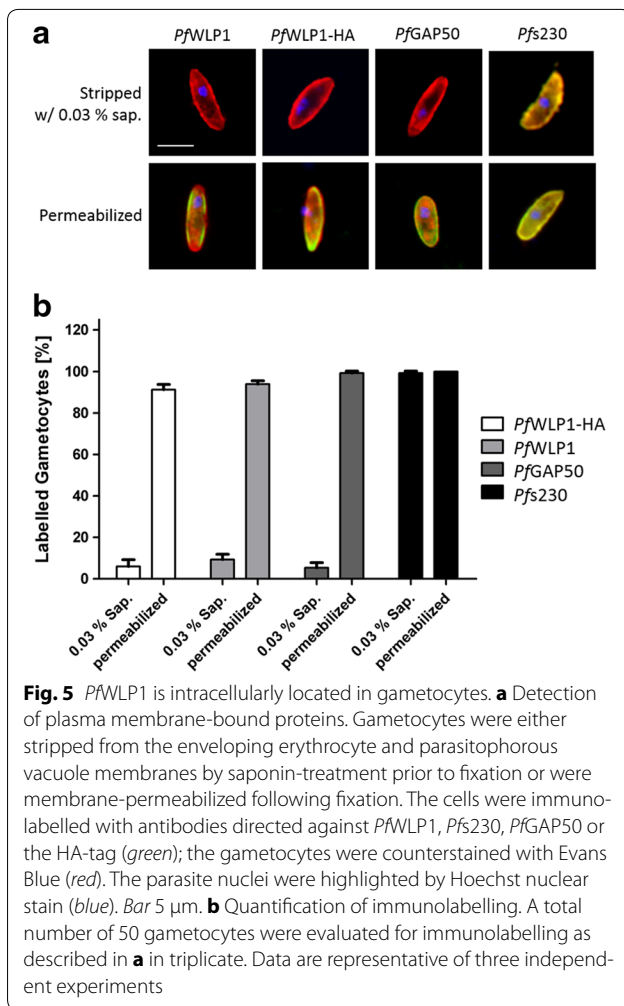 a
PfWLP1 PfWLP1-HA PfGAP50 Pfs230
Stripped
w/ 0.03 % sap.
Permeabilized
b
Labelled Gametocytes [%]
120
100
80
60
40
20
0
0.03 % Sap. permeabilized 0.03 % Sap. permeabilized 0.03 % Sap. permeabilized 0.03 % Sap. permeabilized
PfWLP1-HA
PfWLP1
PfGAP50
Pfs230
Fig. 5 PfWLP1 is intracellularly located in gametocytes. a Detection
of plasma membrane-bound proteins. Gametocytes were either
stripped from the enveloping erythrocyte and parasitophorous
vacuole membranes by saponin-treatment prior to fixation or were
membrane-permeabilized following fixation. The cells were immuno-
labelled with antibodies directed against PfWLP1, Pfs230, PfGAP50 or
the HA-tag (green); the gametocytes were counterstained with Evans
Blue (red). The parasite nuclei were highlighted by Hoechst nuclear
stain (blue). Bar 5 μm. b Quantification of immunolabelling. A total
number of 50 gametocytes were evaluated for immunolabelling as
described in a in triplicate. Data are representative of three independ-
ent experiments